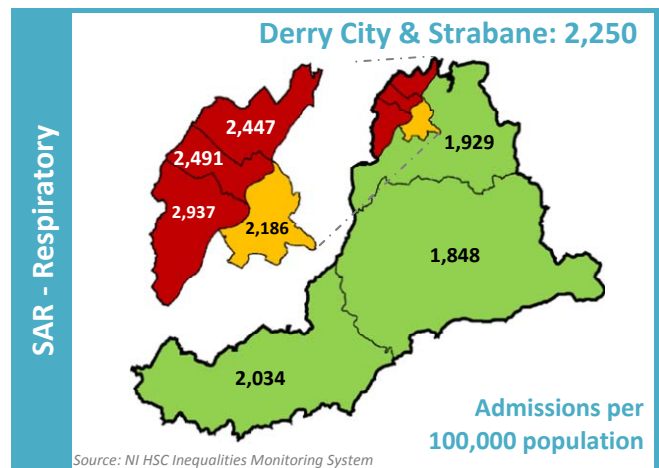 Derry City & Strabane: 2,250
SAR - Respiratory
2,447
2,491
2,937
2,186
1,929
1,848
2,034
Admissions per
100,000 population
Source: NI HSC Inequalities Monitoring System